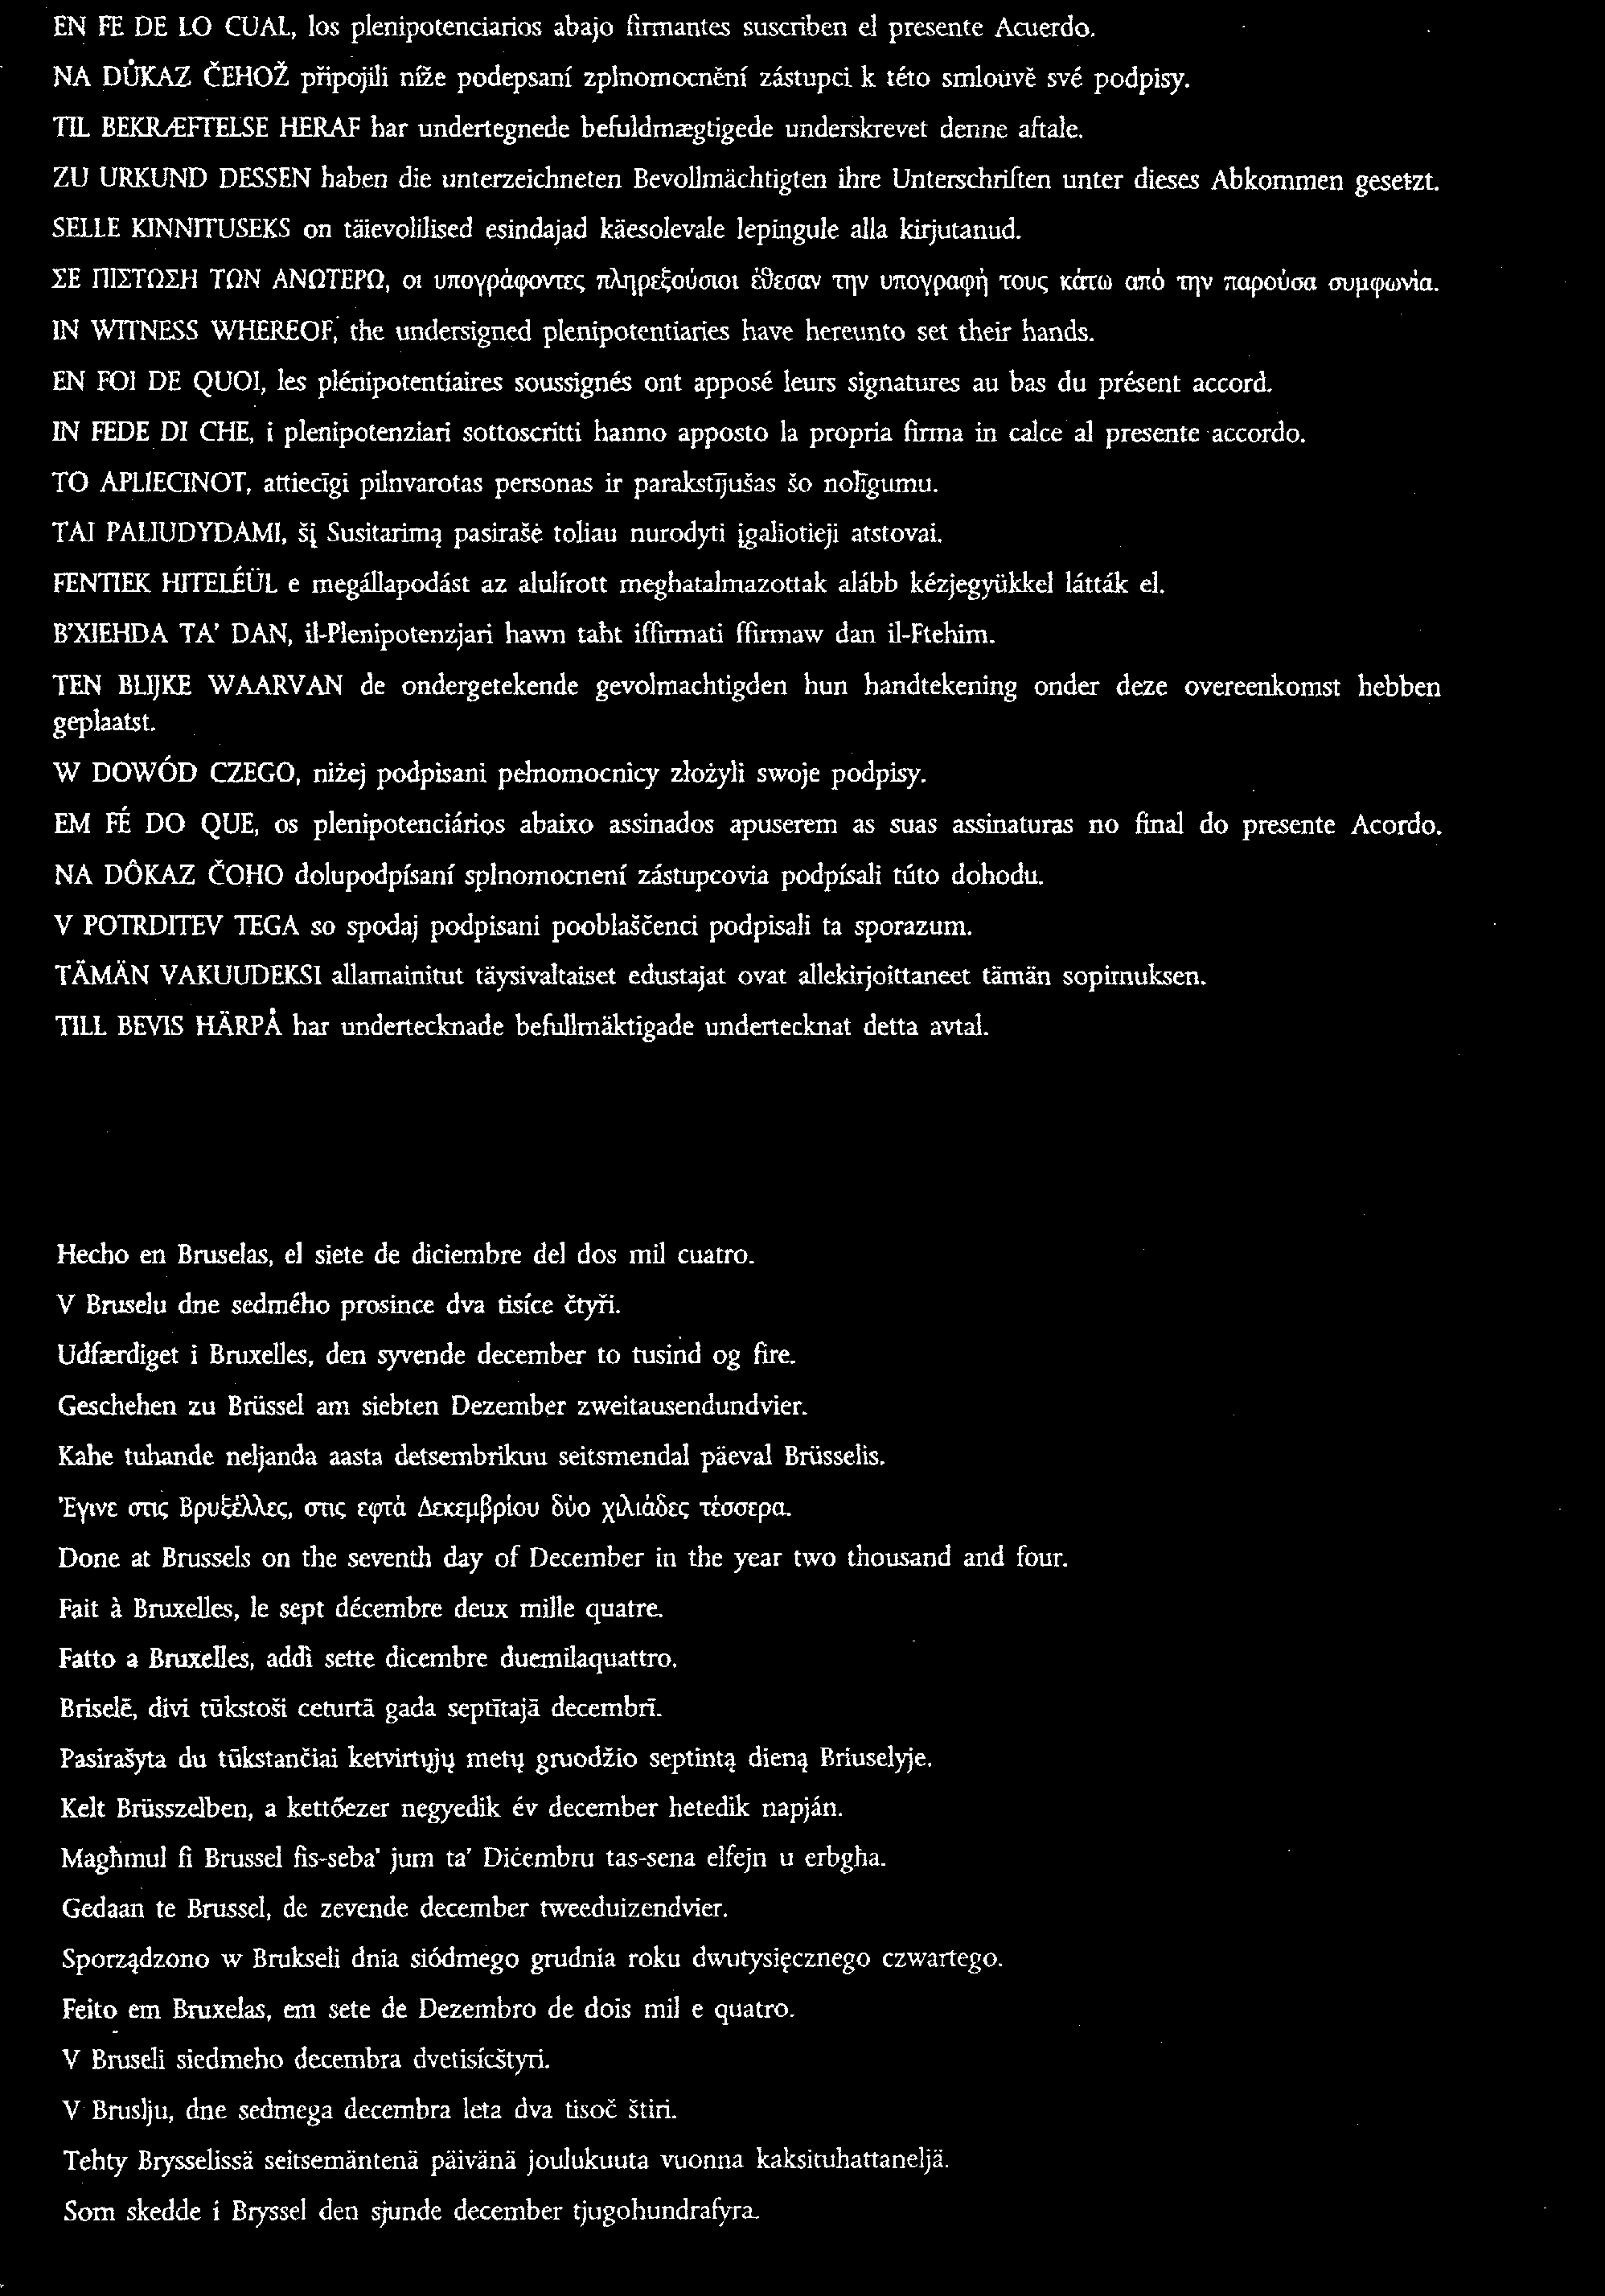 EN FE DE LO CUAL, los plenipotenciarios abajo firmantes suscriben el presente Acuerdo.
NA DŮKAZ ČEHOŽ připojili níže podepsaní zplnomocnění zástupci k této smlouvě své podpisy.
TIL BEKRÆFTELSE HERAF har undertegnede befuldmægtigede underskrevet denne aftale.
ZU URKUND DESSEN haben die unterzeichneten Bevollmächtigten ihre Unterschriften unter dieses Abkommen gesetzt.
SELLE KINNITUSEKS on täievolilised esindajad käesolevale lepingule alla kirjutanud.
ΣΕ ΠΙΣΤΩΣΗ ΤΩΝ ΑΝΩΤΕΡΩ, οι υπογράφοντες πληρεξούσιοι έθεσαν την υπογραφή τους κάτω από την παρούσα συμφωνία.
IN WITNESS WHEREOF, the undersigned plenipotentiaries have hereunto set their hands.
EN FOI DE QUOI, les plénipotentiaires soussignés ont apposé leurs signatures au bas du présent accord.
IN FEDE DI CHE, i plenipotenziari sottoscritti hanno apposto la propria firma in calce al presente accordo.
TO APLIECINOT, attiecīgi pilnvarotas personas ir parakstījušas šo nolīgumu.
TAI PALIUDYDAMI, šį Susitarimą pasirašė toliau nurodyti įgaliotieji atstovai.
FENTIEK HITELÉÜL e megállapodást az alulírott meghatalmazottak alább kézjegyükkel látták el.
B'XIEHDA TA' DAN, il-Plenipotenzjari hawn taht iffirmati ffirmaw dan il-Ftehim.
TEN BLIJKE WAARVAN de ondergetekende gevolmachtigden hun handtekening onder deze overeenkomst hebben
geplaatst.
W DOWÓD CZEGO, niżej podpisani pełnomocnicy złożyli swoje podpisy.
EM FÉ DO QUE, os plenipotenciários abaixo assinados apuserem as suas assinaturas no final do presente Acordo.
NA DÔKAZ ČOHO dolupodpísaní splnomocnení zástupcovia podpísali túto dohodu.
V POTRDITEV TEGA so spodaj podpisani pooblaščenci podpisali ta sporazum.
TÄMÄN VAKUUDEKSI allamainitut täysivaltaiset edustajat ovat allekirjoittaneet tämän sopimuksen.
TILL BEVIS HÄRPÅ har undertecknade befullmäktigade undertecknat detta avtal.
Hecho en Bruselas, el siete de diciembre del dos mil cuatro.
V Bruselu dne sedmého prosince dva tisíce čtyři.
Udfærdiget i Bruxelles, den syvende december to tusind og fire.
Geschehen zu Brüssel am siebten Dezember zweitausendundvier.
Kahe tuhande neljanda aasta detsembrikuu seitsmendal päeval Brüsselis.
Έγινε στις Βρυξέλλες, στις εφτά Δεκεμβρίου δύο χιλιάδες τέσσερα.
Done at Brussels on the seventh day of December in the year two thousand and four.
Fait à Bruxelles, le sept décembre deux mille quatre.
Fatto a Bruxelles, addì sette dicembre duemilaquattro.
Briselē, divi tūkstoši ceturtā gada septītajā decembrī.
Pasirašyta du tūkstančiai ketvirtųjų metų gruodžio septintą dieną Briuselyje.
Kelt Brüsszelben, a kettőezer negyedik év december hetedik napján.
Magħmul fi Brussel fis-seba' jum ta' Diċembru tas-sena elfejn u erbgħa.
Gedaan te Brussel, de zevende december tweeduizendvier.
Sporządzono w Brukseli dnia siódmego grudnia roku dwutysięcznego czwartego.
Feito em Bruxelas, em sete de Dezembro de dois mil e quatro.
V Bruseli siedmeho decembra dvetisícštyri.
V Bruslju, dne sedmega decembra leta dva tisoč štiri.
Tehty Brysselissä seitsemäntenä päivänä joulukuuta vuonna kaksituhattaneljä.
Som skedde i Bryssel den sjunde december tjugohundrafyra.